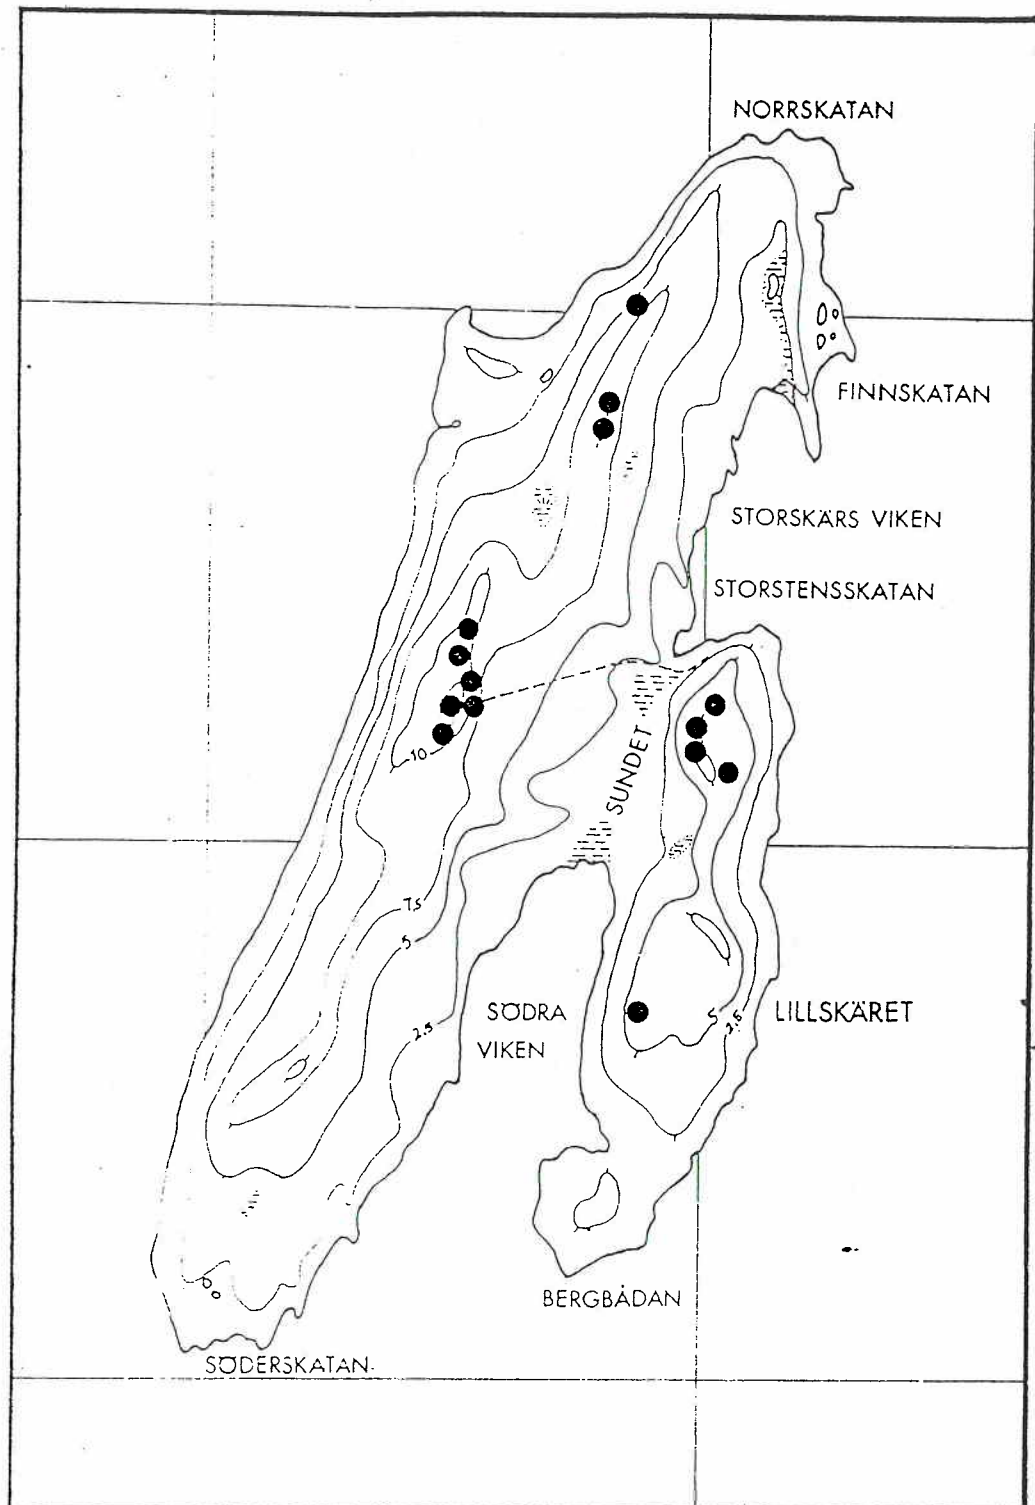 NORRSKATAN
FINNSKATAN
STORSKÄRS VIKEN
STORSTENSSKATAN
SUNDET
10
7,5
5
2,5
SÖDRA
VIKEN
5
2,5
LILLSKÄRET
BERGBÅDAN
SÖDERSKATAN